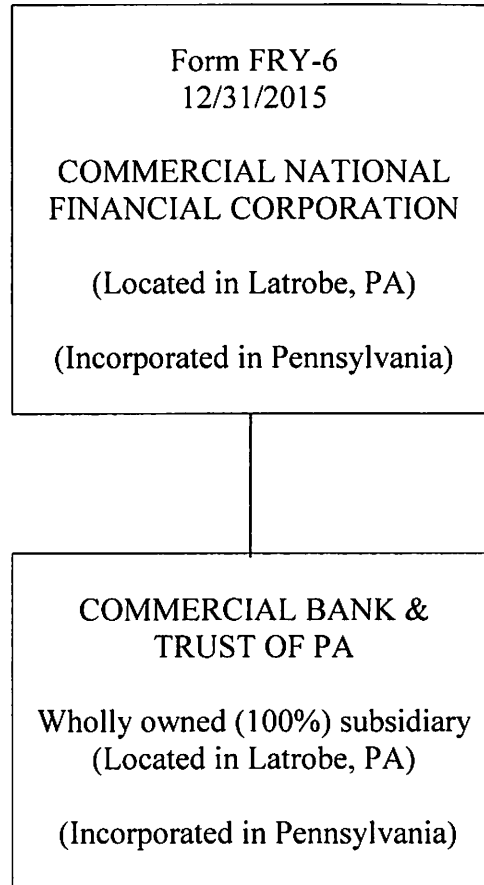 Form FRY-6
12/31/2015
COMMERCIAL NATIONAL
FINANCIAL CORPORATION
(Located in Latrobe, PA)
(Incorporated in Pennsylvania)
COMMERCIAL BANK &
TRUST OF PA
Wholly owned (100%) subsidiary
(Located in Latrobe, PA)
(Incorporated in Pennsylvania)